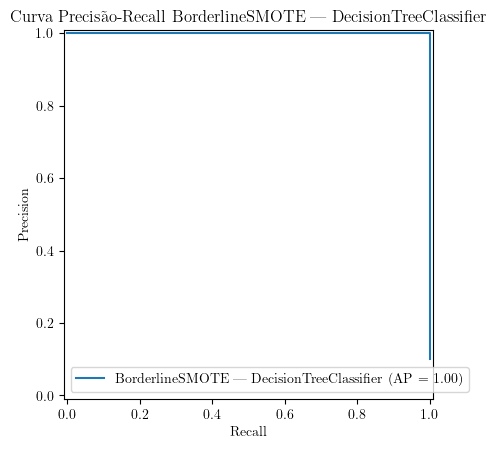 Curva Precisão-Recall BorderlineSMOTE — DecisionTreeClassifier
1.0
0.8
0.6
0.4
0.2
0.0
Precision
BorderlineSMOTE — DecisionTreeClassifier (AP = 1.00)
0.0 0.2 0.4 0.6 0.8 1.0
Recall